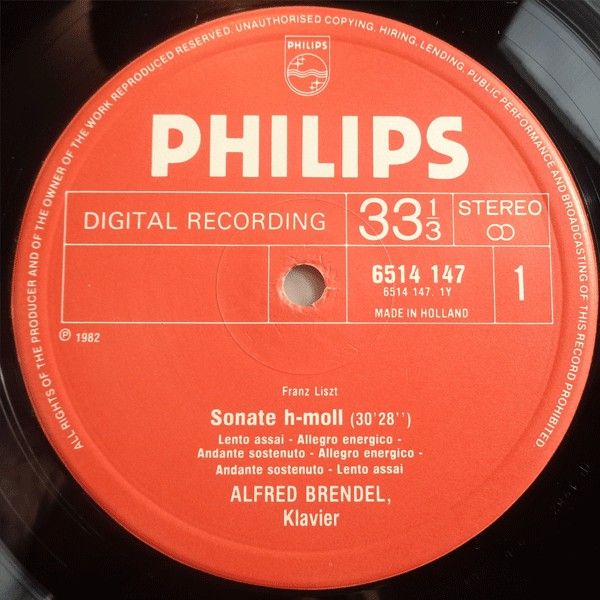 ALL RIGHTS OF THE PRODUCER AND OF THE OWNER OF THE WORK REPRODUCED RESERVED. UNAUTHORISED COPYING, HIRING, LENDING, PUBLIC PERFORMANCE AND BROADCASTING OF THIS RECORD PROHIBITED
PHILIPS
PHILIPS
DIGITAL RECORDING
33 1/3
STEREO
6514 147
6514 147. 1Y
MADE IN HOLLAND
1
Ⓟ 1982
Franz Liszt
Sonate h-moll (30'28'')
Lento assai - Allegro energico -
Andante sostenuto - Allegro energico -
Andante sostenuto - Lento assai
ALFRED BRENDEL,
Klavier